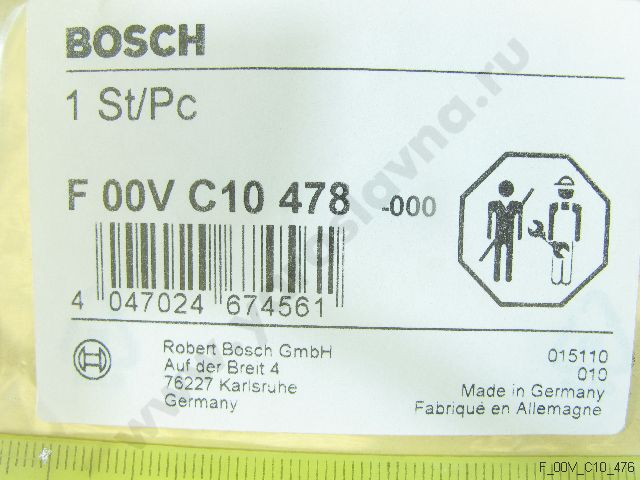 BOSCH
1 St/Pc
F 00V C10 478 -000
4 047024 674561
Robert Bosch GmbH
Auf der Breit 4
76227 Karlsruhe
Germany
015110
010
Made in Germany
Fabriqué en Allemagne
F_00V_C10_476